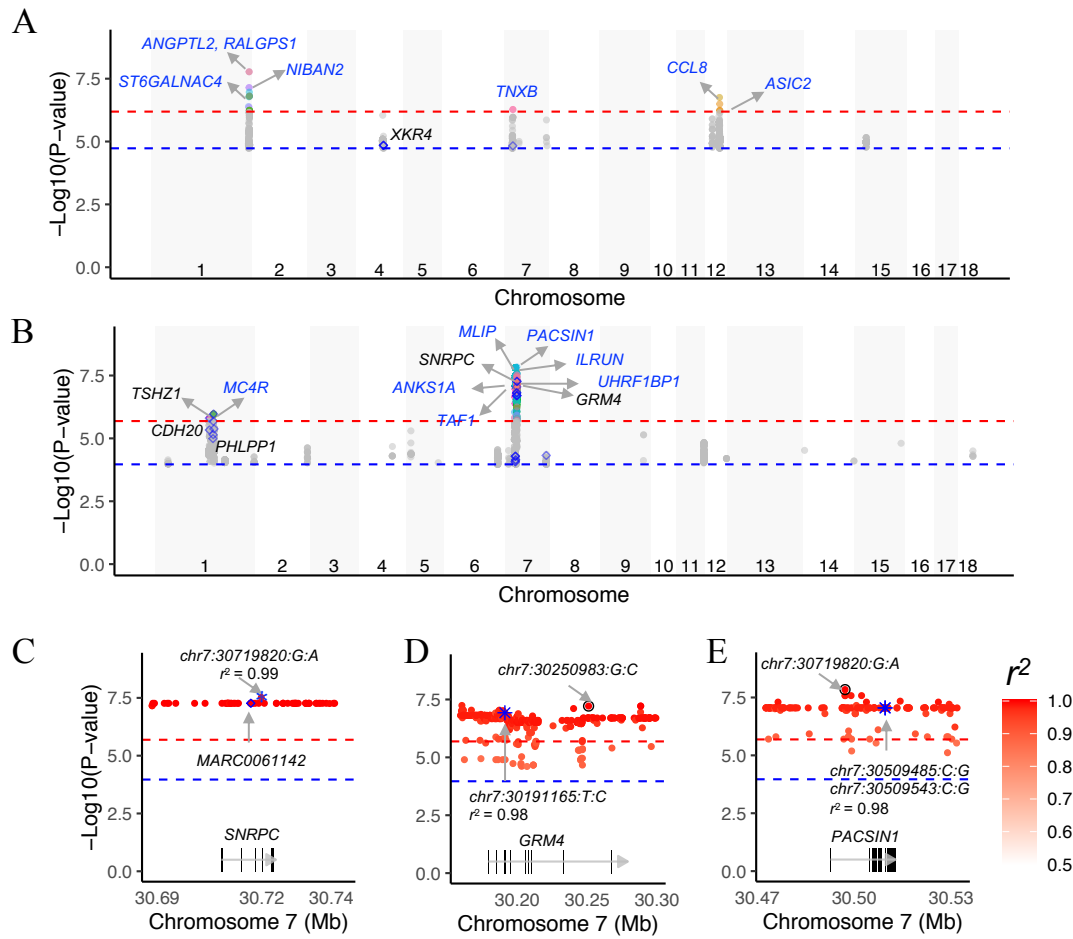 A
ANGPTL2, RALGPS1
NIBAN2
ST6GALNAC4
CCL8
ASIC2
TNXB
XKR4
−Log10(P−value)
7.5
5.0
2.5
0.0
1 2 3 4 5 6 7 8 9 10 11 12 13 14 15 16 17 18
Chromosome
B
MLIP
PACSIN1
SNRPC
ILRUN
TSHZ1
MC4R
ANKS1A
UHRF1BP1
GRM4
TAF1
CDH20
PHLPP1
−Log10(P−value)
7.5
5.0
2.5
0.0
1 2 3 4 5 6 7 8 9 10 11 12 13 14 15 16 17 18
Chromosome
C
chr7:30719820:G:A
r² = 0.99
MARC0061142
SNRPC
−Log10(P−value)
7.5
5.0
2.5
0.0
30.69 30.72 30.74
Chromosome 7 (Mb)
D
chr7:30250983:G:C
chr7:30191165:T:C
r² = 0.98
GRM4
7.5
5.0
2.5
0.0
30.20 30.25 30.30
Chromosome 7 (Mb)
E
chr7:30719820:G:A
chr7:30509485:C:G
chr7:30509543:C:G
r² = 0.98
PACSIN1
7.5
5.0
2.5
0.0
30.47 30.50 30.53
Chromosome 7 (Mb)
r²
1.0
0.9
0.8
0.7
0.6
0.5